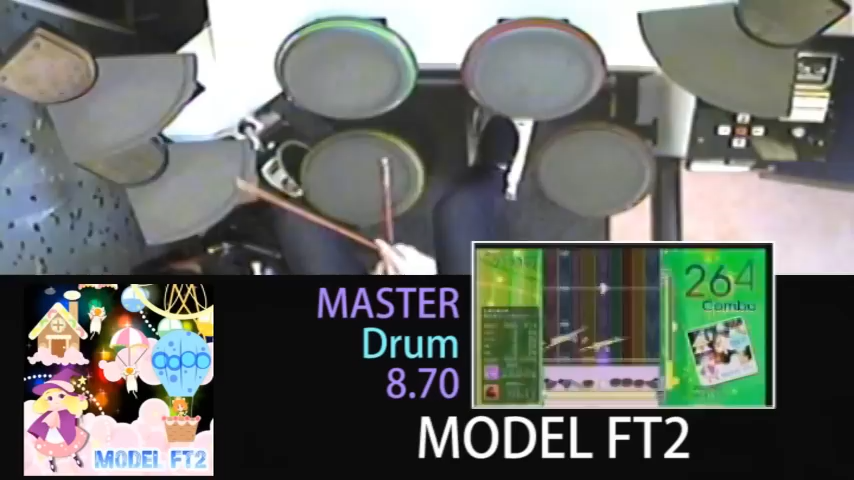 264
Combo
MASTER
Drum
8.70
MODEL FT2
MODEL FT2